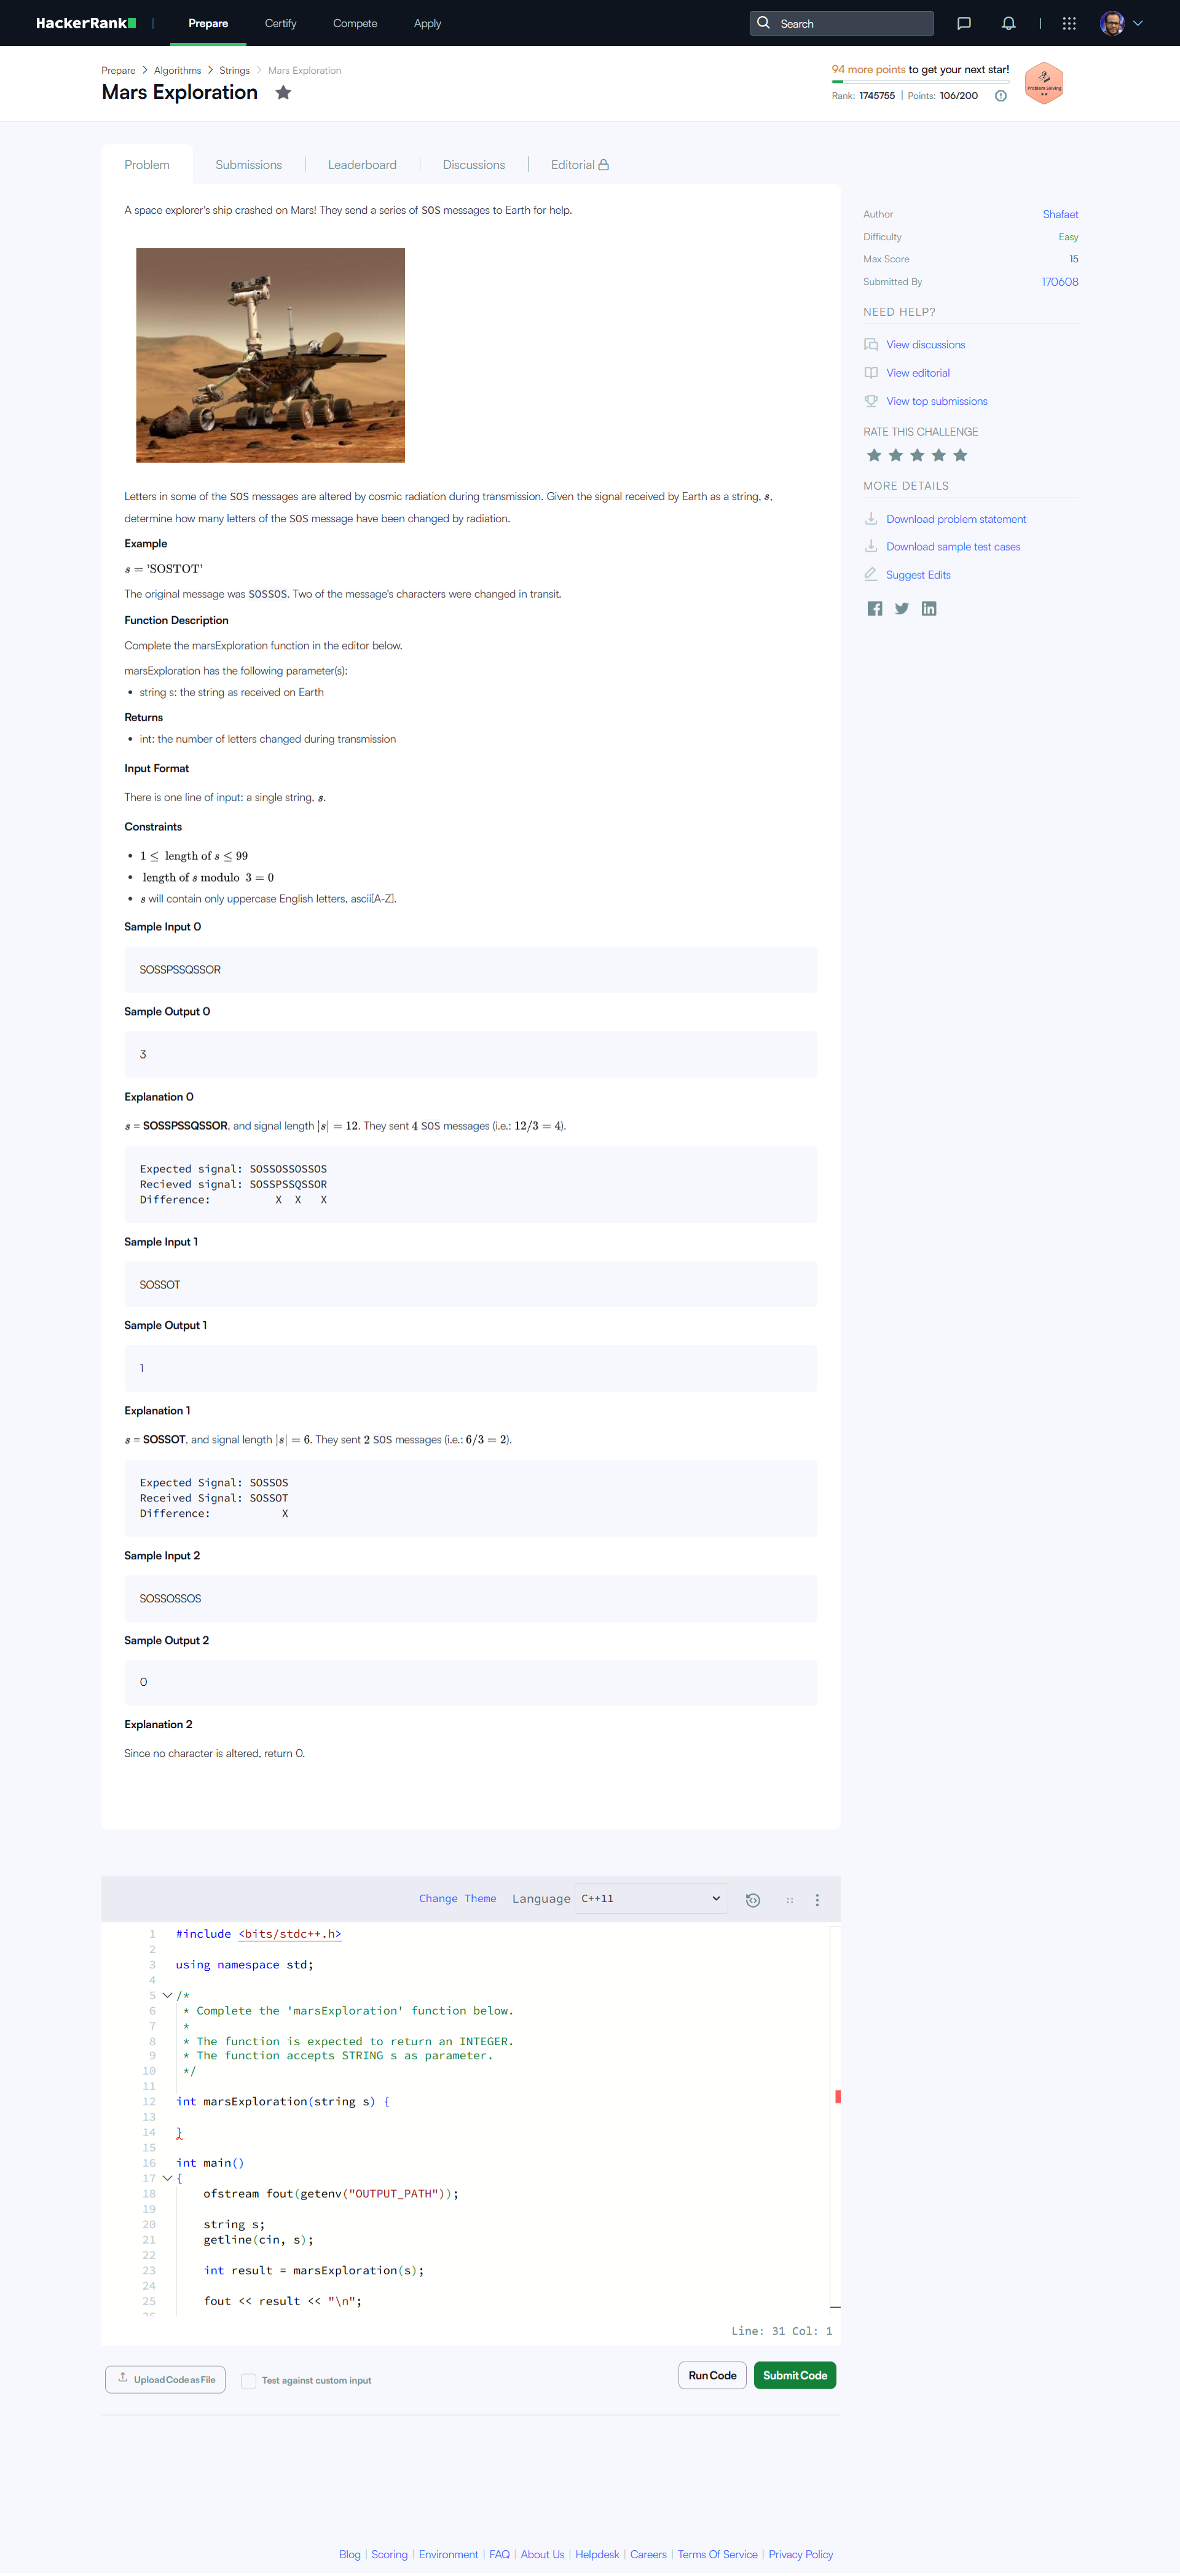 HackerRank
Prepare
Certify
Compete
Apply
Search
Prepare > Algorithms > Strings > Mars Exploration
Mars Exploration
94 more points to get your next star!
Rank: 1745755 | Points: 106/200
Problem Solving
Problem
Submissions
Leaderboard
Discussions
Editorial
A space explorer's ship crashed on Mars! They send a series of SOS messages to Earth for help.
Letters in some of the SOS messages are altered by cosmic radiation during transmission. Given the signal received by Earth as a string, s,
determine how many letters of the SOS message have been changed by radiation.
Example
s = 'SOSTOT'
The original message was SOSSOS. Two of the message's characters were changed in transit.
Function Description
Complete the marsExploration function in the editor below.
marsExploration has the following parameter(s):
• string s: the string as received on Earth
Returns
• int: the number of letters changed during transmission
Input Format
There is one line of input: a single string, s.
Constraints
• 1 ≤ length of s ≤ 99
• length of s modulo 3 = 0
• s will contain only uppercase English letters, ascii[A-Z].
Sample Input 0
SOSSPSSQSSOR
Sample Output 0
3
Explanation 0
s = SOSSPSSQSSOR, and signal length |s| = 12. They sent 4 SOS messages (i.e.: 12/3 = 4).
Expected signal: SOSSOSSOSSOS
Recieved signal: SOSSPSSQSSOR
Difference:          X  X   X
Sample Input 1
SOSSOT
Sample Output 1
1
Explanation 1
s = SOSSOT, and signal length |s| = 6. They sent 2 SOS messages (i.e.: 6/3 = 2).
Expected Signal: SOSSOS
Received Signal: SOSSOT
Difference:           X
Sample Input 2
SOSSOSSOS
Sample Output 2
0
Explanation 2
Since no character is altered, return 0.
Author Shafaet
Difficulty Easy
Max Score 15
Submitted By 170608
NEED HELP?
View discussions
View editorial
View top submissions
RATE THIS CHALLENGE
MORE DETAILS
Download problem statement
Download sample test cases
Suggest Edits
Change Theme Language C++11
1 #include <bits/stdc++.h>
2
3 using namespace std;
4
5 /*
6  * Complete the 'marsExploration' function below.
7  *
8  * The function is expected to return an INTEGER.
9  * The function accepts STRING s as parameter.
10  */
11
12 int marsExploration(string s) {
13
14 }
15
16 int main()
17 {
18     ofstream fout(getenv("OUTPUT_PATH"));
19
20     string s;
21     getline(cin, s);
22
23     int result = marsExploration(s);
24
25     fout << result << "\n";
Line: 31 Col: 1
Upload Code as File
Test against custom input
Run Code
Submit Code
Blog | Scoring | Environment | FAQ | About Us | Helpdesk | Careers | Terms Of Service | Privacy Policy